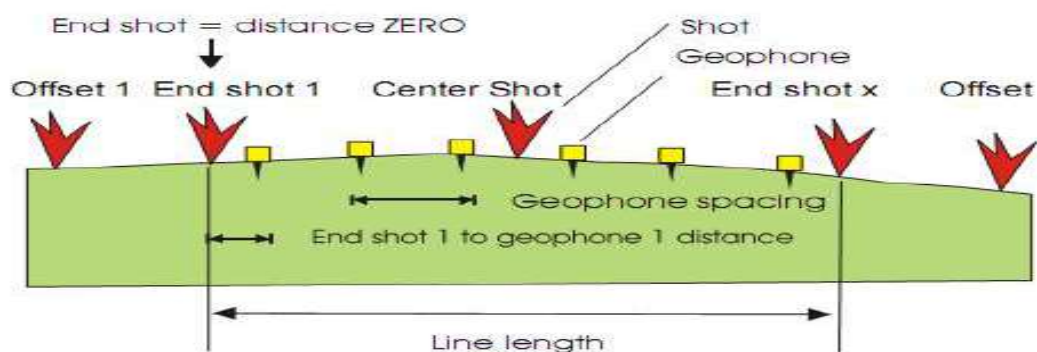 End shot = distance ZERO
Shot
Geophone
Offset 1 End shot 1 Center Shot End shot x Offset
Geophone spacing
End shot 1 to geophone 1 distance
Line length